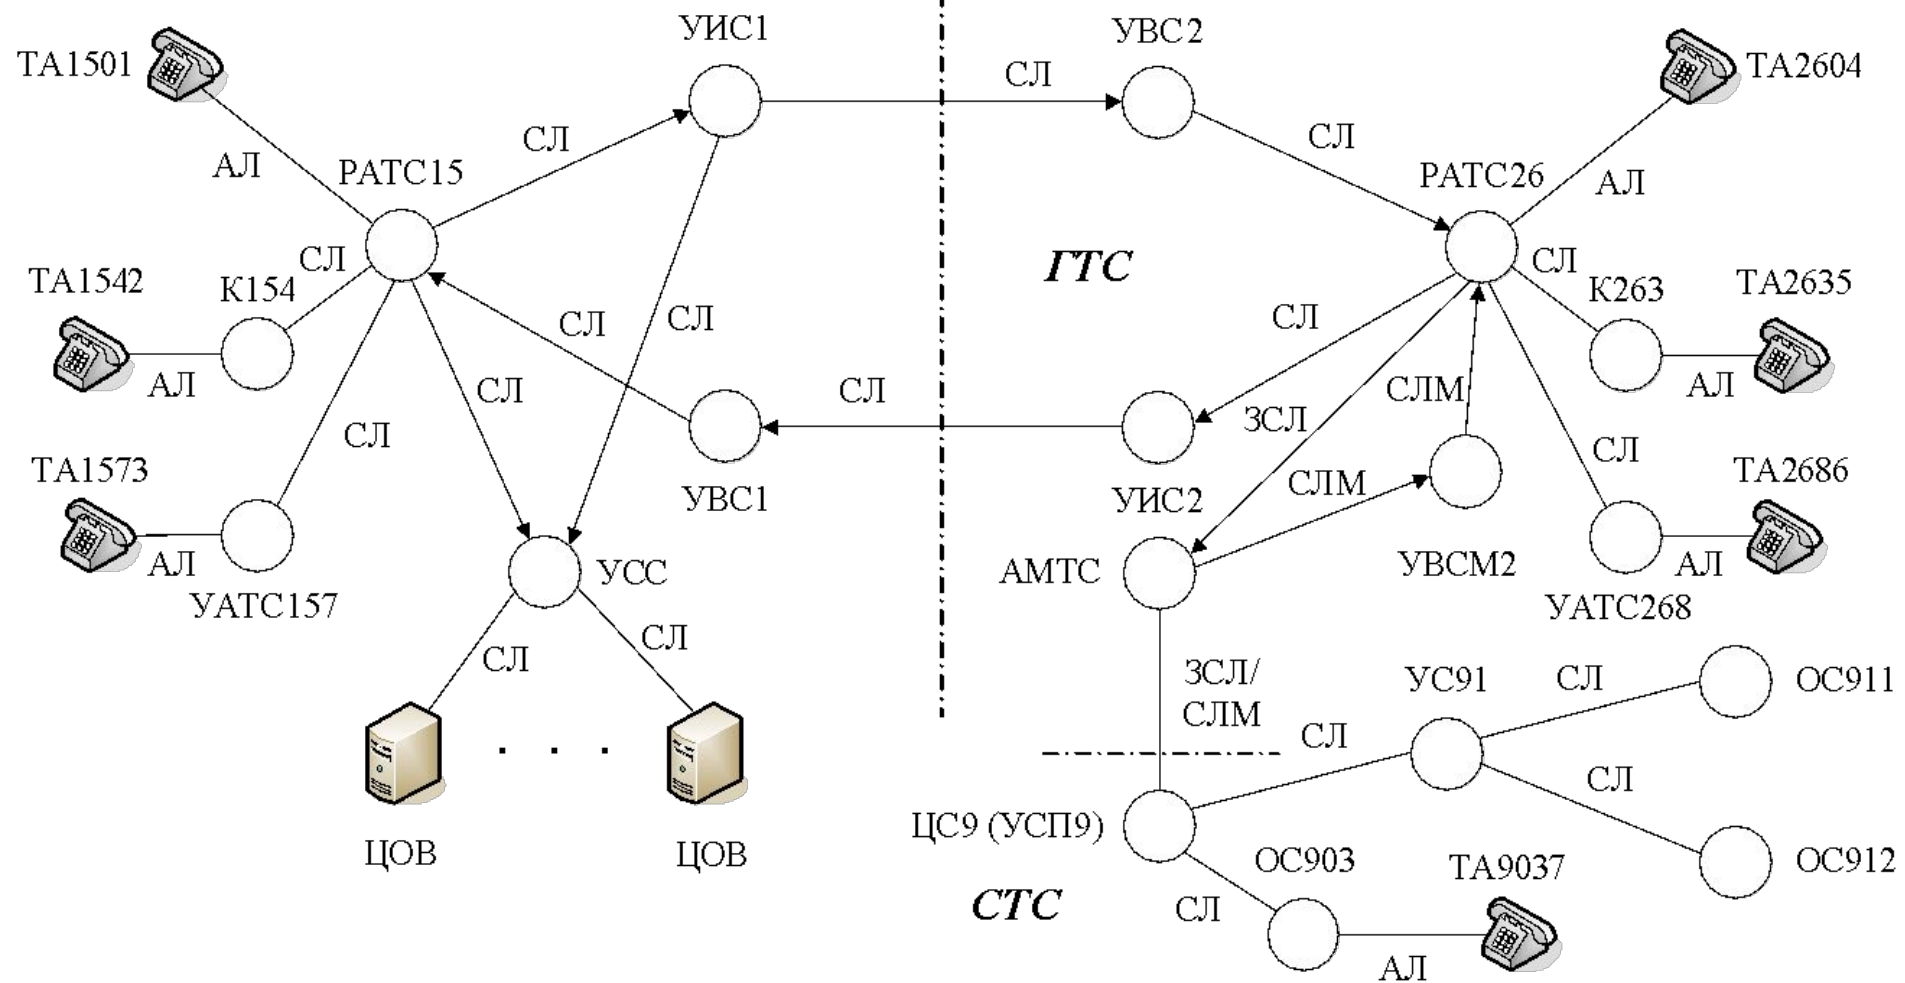 УИС1
УВС2
ТА1501
СЛ
ТА2604
АЛ
СЛ
РАТС15
СЛ
РАТС26
АЛ
ТА1542
К154
СЛ
СЛ
СЛ
ГТС
СЛ
СЛ
К263
ТА2635
АЛ
СЛ
СЛ
ЗСЛ
СЛМ
АЛ
ТА1573
СЛ
УВС1
УИС2
СЛМ
СЛ
ТА2686
АЛ
УАТС157
УСС
АМТС
УВСМ2
АЛ
УАТС268
СЛ
СЛ
ЗСЛ/
СЛМ
УС91
СЛ
ОС911
. . .
СЛ
СЛ
ЦОВ
ЦОВ
ЦС9 (УСП9)
ОС903
ТА9037
ОС912
СТС
СЛ
АЛ